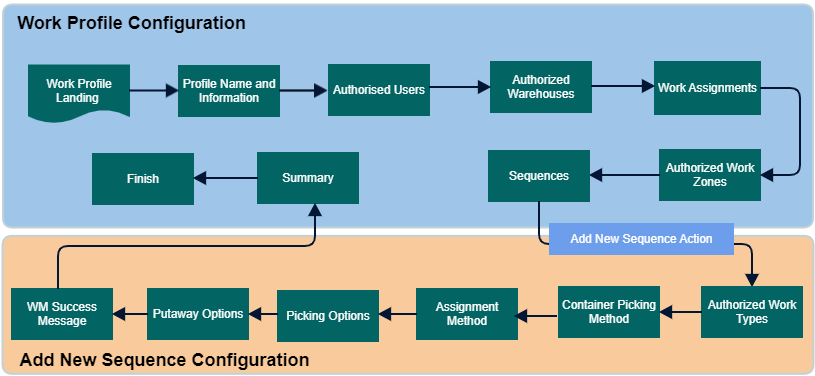 Work Profile Configuration
Work Profile
Landing
Profile Name and
Information
Authorised Users
Authorized
Warehouses
Work Assignments
Authorized Work
Zones
Sequences
Summary
Finish
Add New Sequence Action
Authorized Work
Types
Container Picking
Method
Assignment
Method
Picking Options
Putaway Options
WM Success
Message
Add New Sequence Configuration